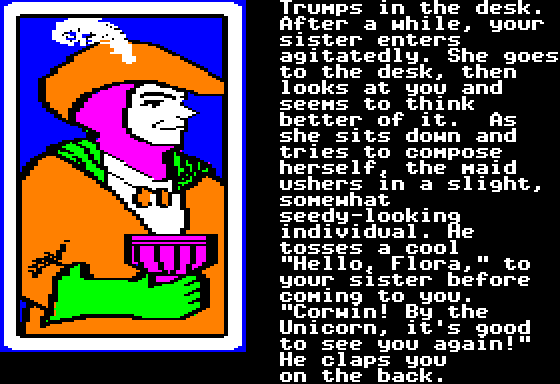 Trumps in the desk.
After a while, your
sister enters
agitatedly. She goes
to the desk, then
looks at you and
seems to think
better of it.  As
she sits down and
tries to compose
herself, the maid
ushers in a slight,
somewhat
seedy-looking
individual. He
tosses a cool
"Hello, Flora," to
your sister before
coming to you.
"Corwin! By the
Unicorn, it's good
to see you again!"
He claps you
on the back.